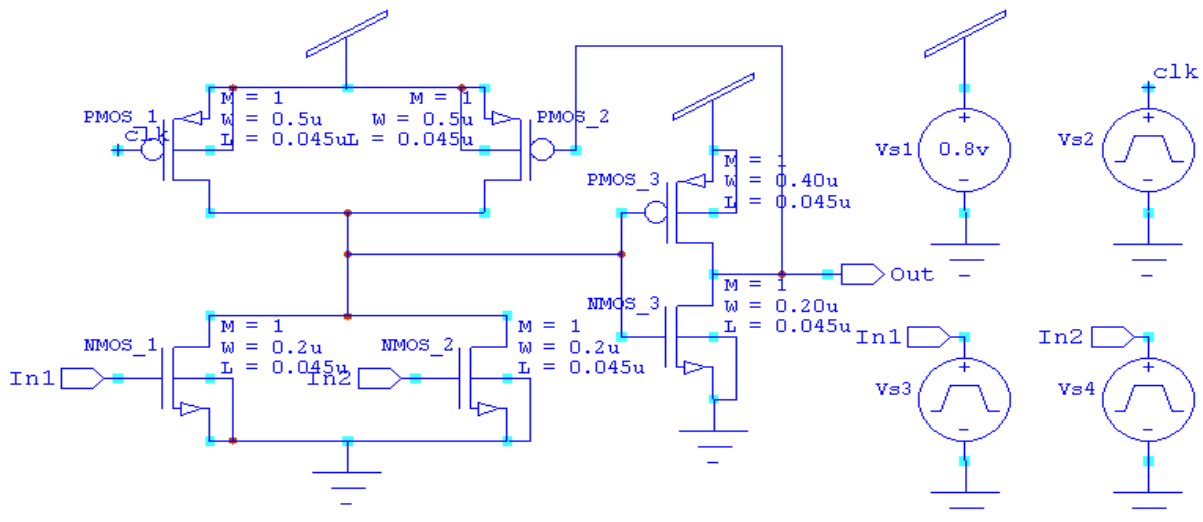 PMOS_1
clk
M = 1
W = 0.5u
L = 0.045u
M = 1
W = 0.5u
L = 0.045u
PMOS_2
PMOS_3
M = 1
W = 0.40u
L = 0.045u
NMOS_3
M = 1
W = 0.20u
L = 0.045u
Out
In1
NMOS_1
M = 1
W = 0.2u
L = 0.045u
In2
NMOS_2
M = 1
W = 0.2u
L = 0.045u
Vs1
+
0.8v
-
clk
Vs2
+
-
In1
Vs3
+
-
In2
Vs4
+
-